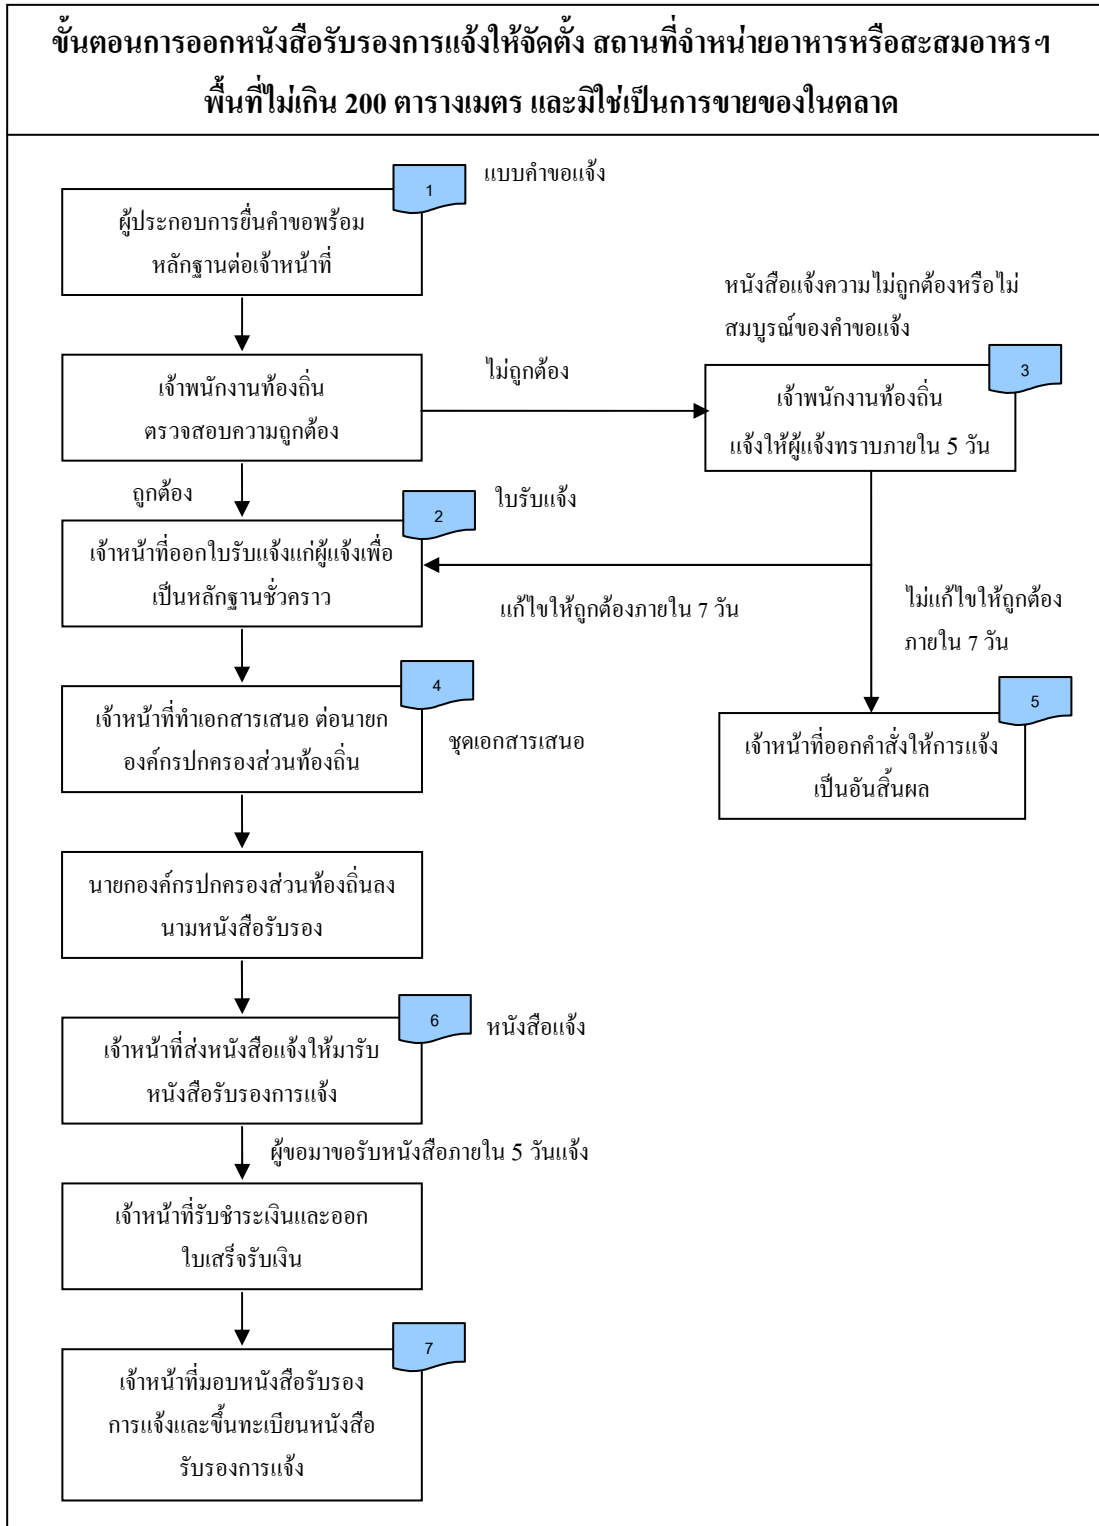 ขั้นตอนการออกหนังสือรับรองการแจ้งให้จัดตั้ง สถานที่จำหน่ายอาหารหรือสะสมอาหรฯ
พื้นที่ไม่เกิน 200 ตารางเมตร และมิใช่เป็นการขายของในตลาด
1
แบบคำขอแจ้ง
ผู้ประกอบการยื่นคำขอพร้อม
หลักฐานต่อเจ้าหน้าที่
หนังสือแจ้งความไม่ถูกต้องหรือไม่
สมบูรณ์ของคำขอแจ้ง
เจ้าพนักงานท้องถิ่น
ตรวจสอบความถูกต้อง
ไม่ถูกต้อง
3
เจ้าพนักงานท้องถิ่น
แจ้งให้ผู้แจ้งทราบภายใน 5 วัน
ถูกต้อง
2
ใบรับแจ้ง
เจ้าหน้าที่ออกใบรับแจ้งแก่ผู้แจ้งเพื่อ
เป็นหลักฐานชั่วคราว
แก้ไขให้ถูกต้องภายใน 7 วัน
ไม่แก้ไขให้ถูกต้อง
ภายใน 7 วัน
4
เจ้าหน้าที่ทำเอกสารเสนอ ต่อนายก
องค์กรปกครองส่วนท้องถิ่น
ชุดเอกสารเสนอ
5
เจ้าหน้าที่ออกคำสั่งให้การแจ้ง
เป็นอันสิ้นผล
นายกองค์กรปกครองส่วนท้องถิ่นลง
นามหนังสือรับรอง
6
หนังสือแจ้ง
เจ้าหน้าที่ส่งหนังสือแจ้งให้มารับ
หนังสือรับรองการแจ้ง
ผู้ขอมาขอรับหนังสือภายใน 5 วันแจ้ง
เจ้าหน้าที่รับชำระเงินและออก
ใบเสร็จรับเงิน
7
เจ้าหน้าที่มอบหนังสือรับรอง
การแจ้งและขึ้นทะเบียนหนังสือ
รับรองการแจ้ง